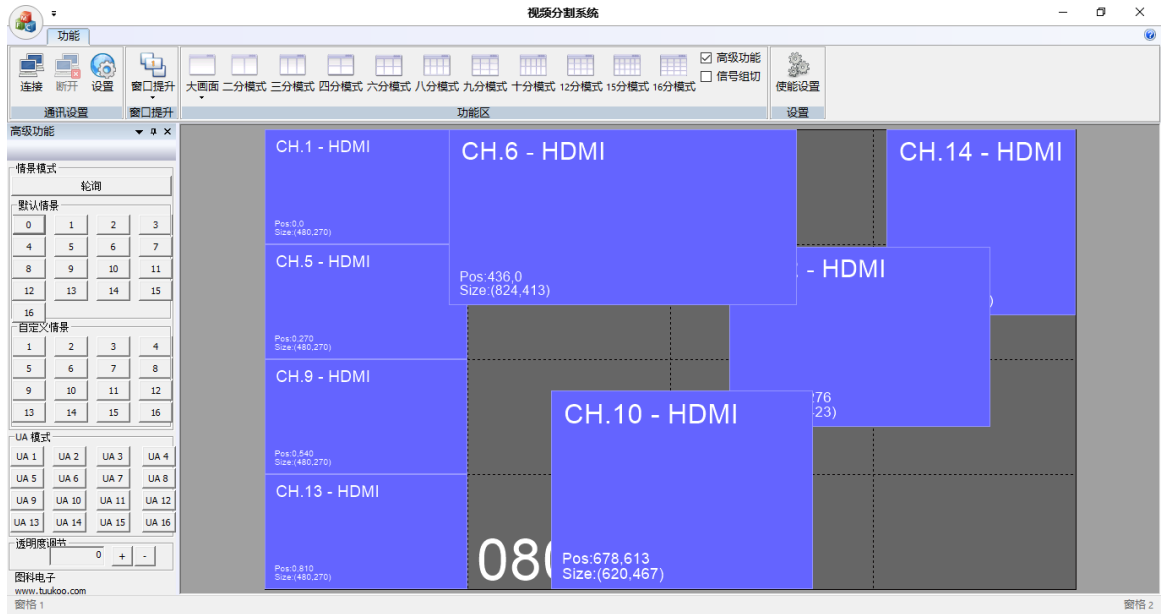 视频分割系统
功能
连接 断开 设置 窗口提升 大画面 二分模式 三分模式 四分模式 六分模式 八分模式 九分模式 十分模式 12分模式 15分模式 16分模式 高级功能 使能设置
信号组切
通讯设置 窗口提升 功能区 设置
高级功能
情景模式
轮询
默认情景
0 1 2 3
4 5 6 7
8 9 10 11
12 13 14 15
16
自定义情景
1 2 3 4
5 6 7 8
9 10 11 12
13 14 15 16
UA 模式
UA 1 UA 2 UA 3 UA 4
UA 5 UA 6 UA 7 UA 8
UA 9 UA 10 UA 11 UA 12
UA 13 UA 14 UA 15 UA 16
透明度调节
0 + -
图科电子
www.tuukoo.com
CH.1 - HDMI
Pos:0,0
Size:(480,270)
CH.5 - HDMI
Pos:0,270
Size:(480,270)
CH.9 - HDMI
Pos:0,540
Size:(480,270)
CH.13 - HDMI
Pos:0,810
Size:(480,270)
CH.6 - HDMI
Pos:436,0
Size:(824,413)
CH.14 - HDMI
- HDMI
276
23)
CH.10 - HDMI
Pos:678,613
Size:(620,467)
08
窗格 1 窗格 2